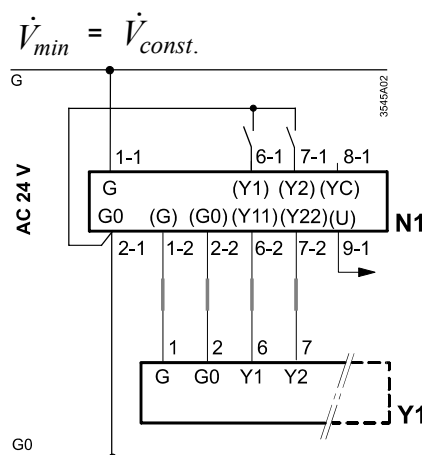 V̇min = V̇const.
G
3545A02
AC 24 V
1-1 6-1 7-1 8-1
G (Y1) (Y2) (YC)
G0 (G) (G0) (Y11) (Y22) (U)
N1
2-1 1-2 2-2 6-2 7-2 9-1
1 2 6 7
G G0 Y1 Y2
Y1
G0